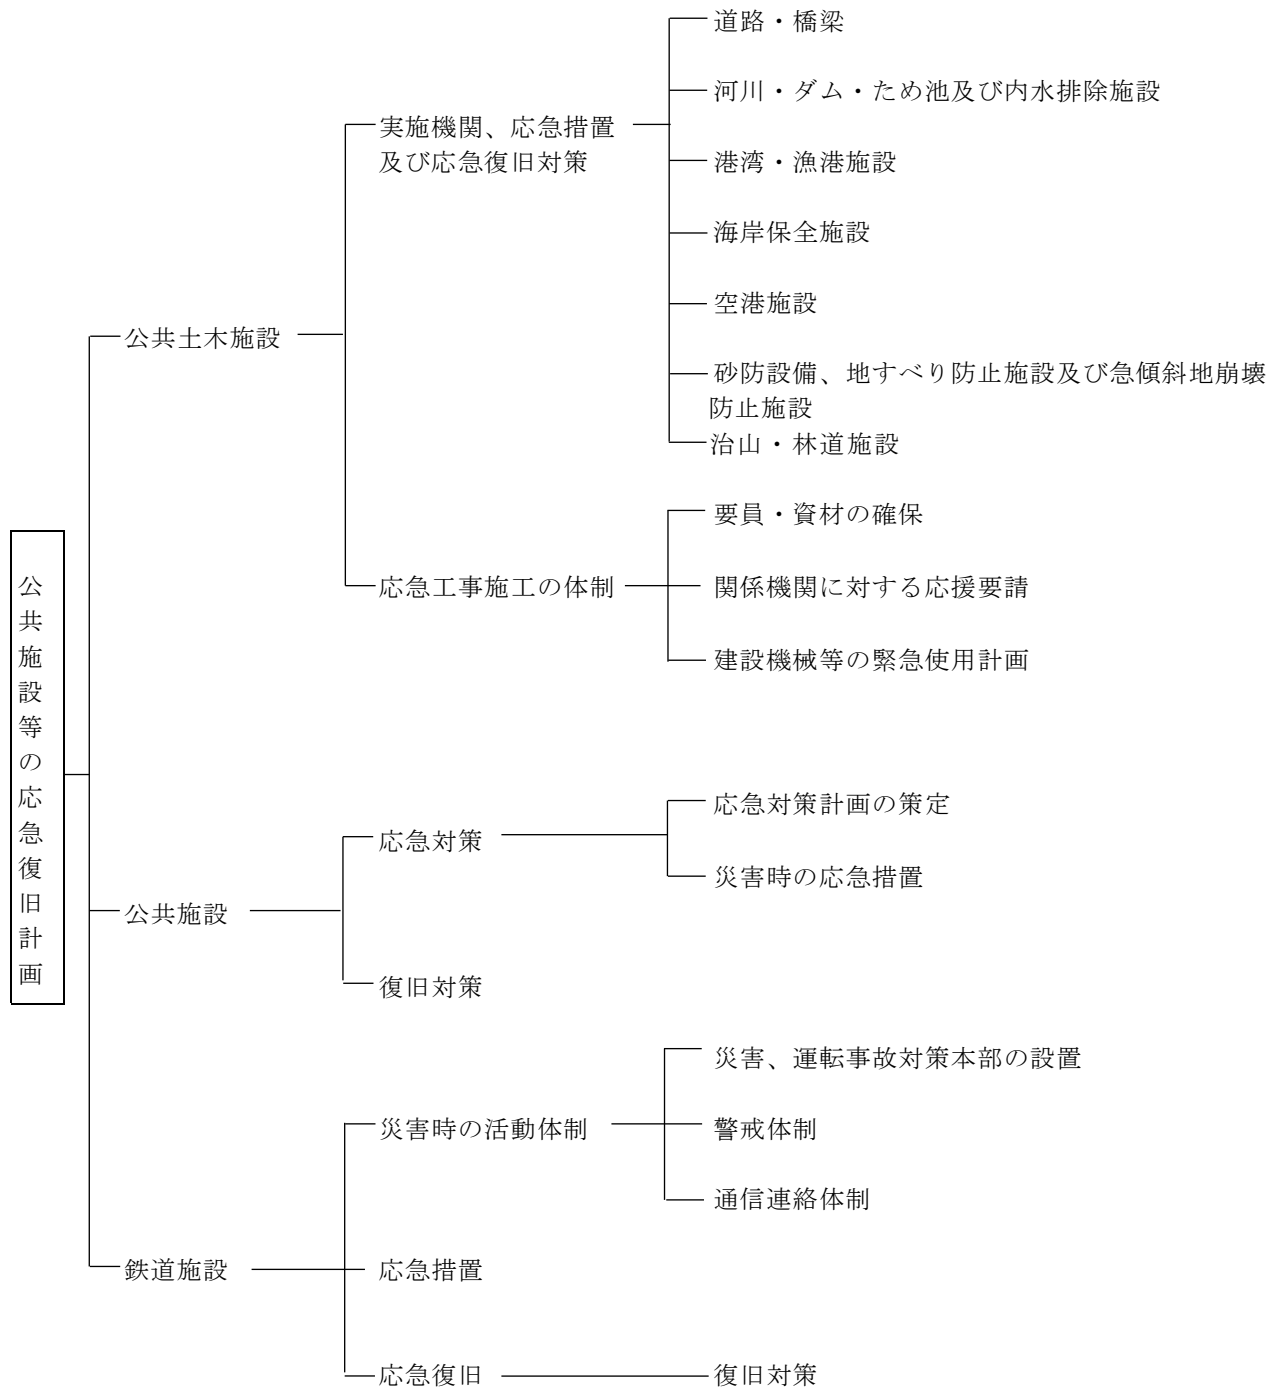 公共施設等の応急復旧計画
公共土木施設
実施機関、応急措置
及び応急復旧対策
道路・橋梁
河川・ダム・ため池及び内水排除施設
港湾・漁港施設
海岸保全施設
空港施設
砂防設備、地すべり防止施設及び急傾斜地崩壊
防止施設
治山・林道施設
応急工事施工の体制
要員・資材の確保
関係機関に対する応援要請
建設機械等の緊急使用計画
公共施設
応急対策
応急対策計画の策定
災害時の応急措置
復旧対策
鉄道施設
災害時の活動体制
災害、運転事故対策本部の設置
警戒体制
通信連絡体制
応急措置
応急復旧
復旧対策